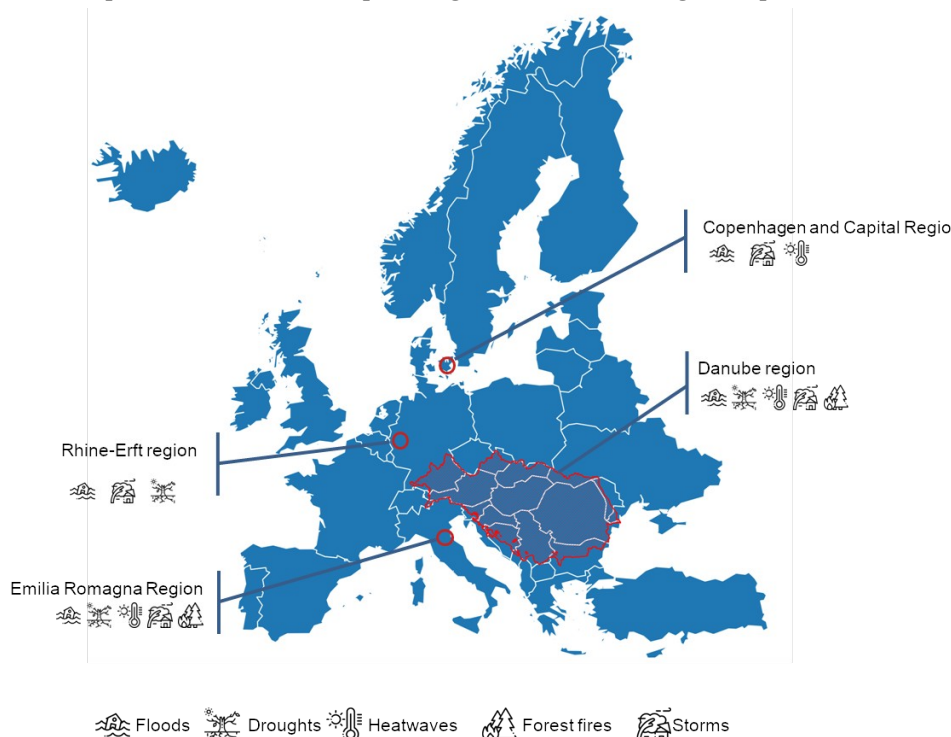 Copenhagen and Capital Regio
Danube region
Rhine-Erft region
Emilia Romagna Region
Floods
Droughts
Heatwaves
Forest fires
Storms